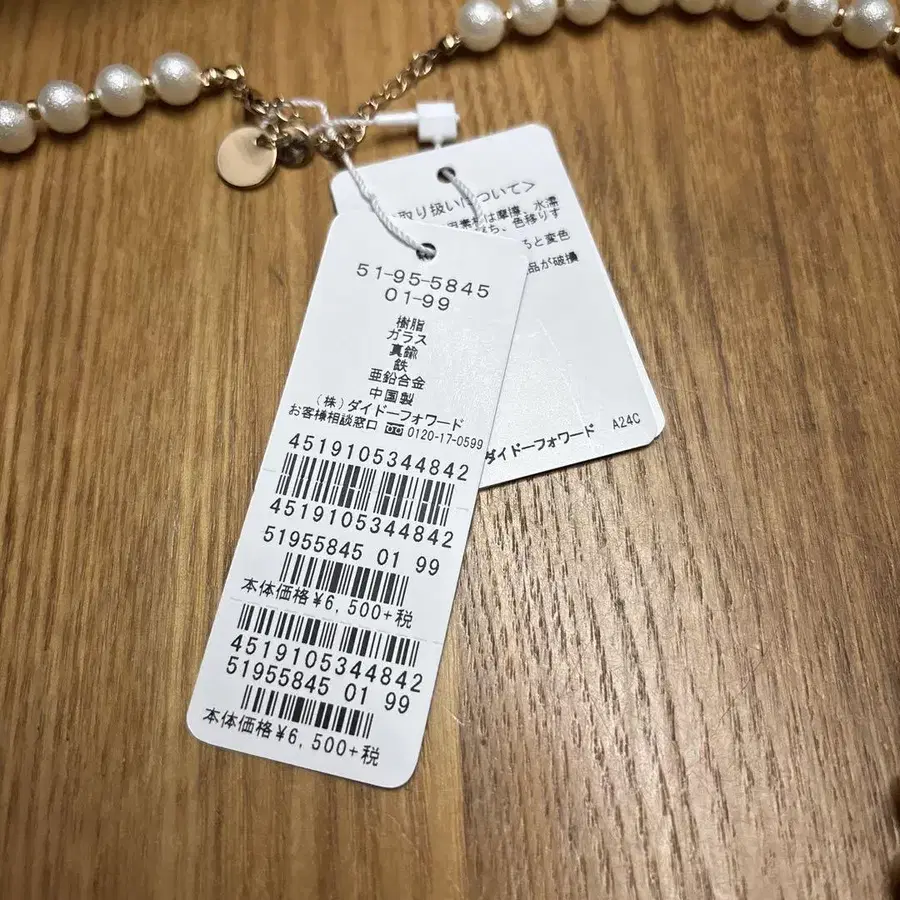 51-95-5845
01-99
樹脂
ガラス
真鍮
鉄
亜鉛合金
中国製
(株)ダイドーフォワード
お客様相談窓口 0120-17-0599
4519105344842
4519105344842
51955845 01 99
本体価格¥6,500+税
4519105344842
51955845 01 99
本体価格¥6,500+税
取り扱いについて>
は摩擦、水濡
ち、色移りす
ると変色
品が破損
ダイドーフォワード A24C